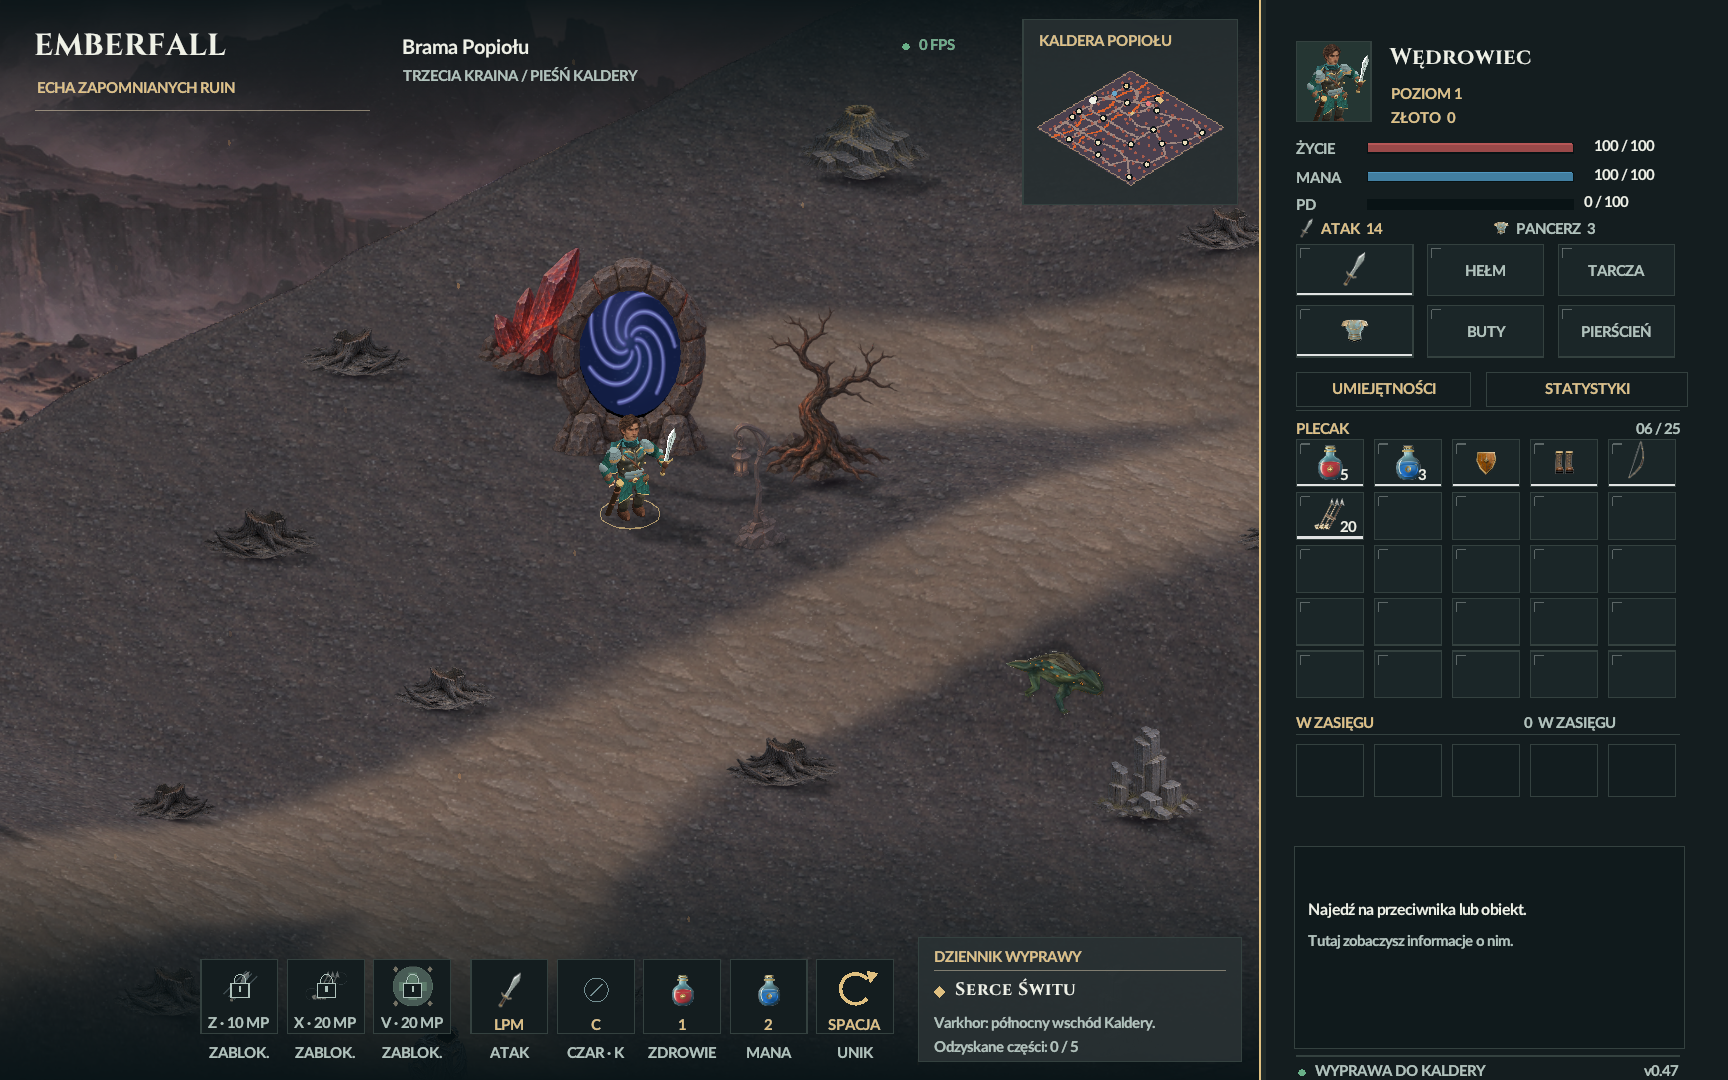 EMBERFALL
ECHA ZAPOMNIANYCH RUIN
Brama Popiołu
TRZECIA KRAINA / PIEŚŃ KALDERY
0 FPS
KALDERA POPIOŁU
WĘDROWIEC
POZIOM 1
ZŁOTO 0
ŻYCIE 100 / 100
MANA 100 / 100
PD 0 / 100
ATAK 14 PANCERZ 3
HEŁM TARCZA
BUTY PIERŚCIEŃ
UMIEJĘTNOŚCI STATYSTYKI
PLECAK 06 / 25
5 3
20
W ZASIĘGU 0 W ZASIĘGU
Najedź na przeciwnika lub obiekt.
Tutaj zobaczysz informacje o nim.
WYPRAWA DO KALDERY v0.47
Z · 10 MP X · 20 MP V · 20 MP LPM C 1 2 SPACJA
ZABLOK. ZABLOK. ZABLOK. ATAK CZAR · K ZDROWIE MANA UNIK
DZIENNIK WYPRAWY
SERCE ŚWITU
Varkhor: północny wschód Kaldery.
Odzyskane części: 0 / 5